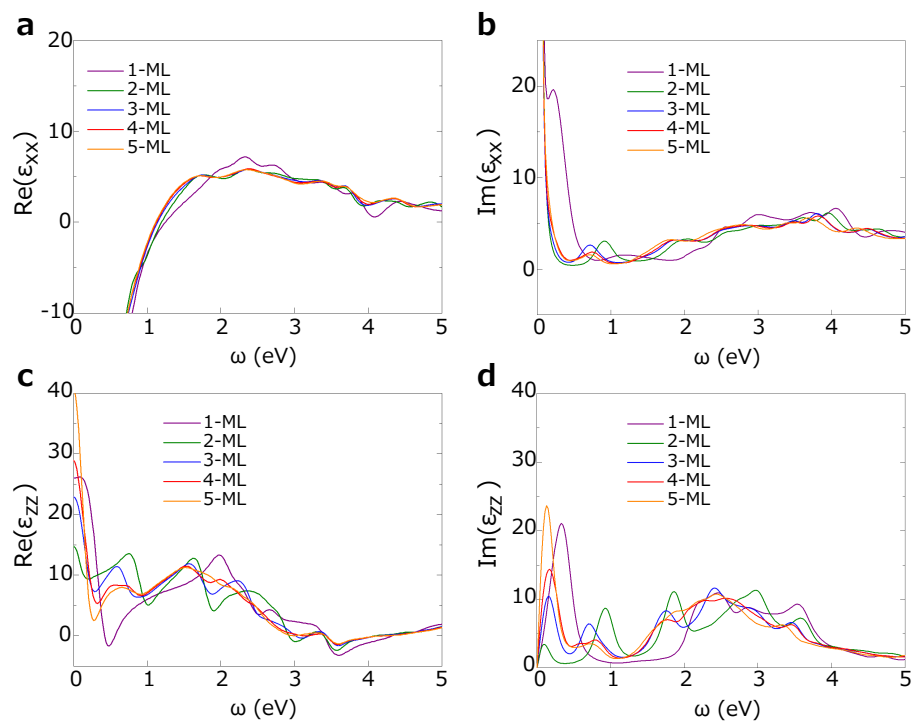 a
20
10
0
-10
Re(εxx)
1-ML
2-ML
3-ML
4-ML
5-ML
0 1 2 3 4 5
ω (eV)
b
20
10
0
Im(εxx)
1-ML
2-ML
3-ML
4-ML
5-ML
0 1 2 3 4 5
ω (eV)
c
40
30
20
10
0
Re(εzz)
1-ML
2-ML
3-ML
4-ML
5-ML
0 1 2 3 4 5
ω (eV)
d
40
30
20
10
0
Im(εzz)
1-ML
2-ML
3-ML
4-ML
5-ML
0 1 2 3 4 5
ω (eV)